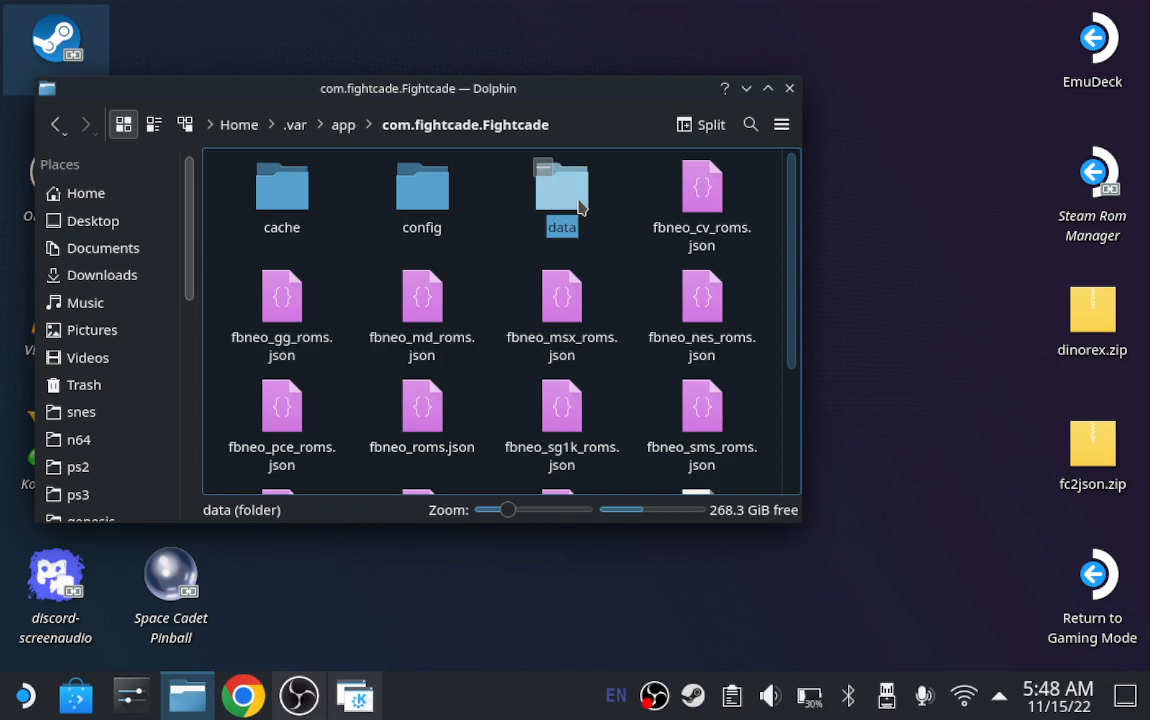 com.fightcade.Fightcade — Dolphin
?
EmuDeck
Home
.var
app
com.fightcade.Fightcade
Split
Places
Home
Desktop
Documents
Downloads
Music
Pictures
Videos
Trash
snes
n64
ps2
ps3
genesis
cache
config
data
fbneo_cv_roms.
json
fbneo_gg_roms.
json
fbneo_md_roms.
json
fbneo_msx_roms.
json
fbneo_nes_roms.
json
fbneo_pce_roms.
json
fbneo_roms.json
fbneo_sg1k_roms.
json
fbneo_sms_roms.
json
data (folder)
Zoom:
268.3 GiB free
Steam Rom
Manager
dinorex.zip
fc2json.zip
Return to
Gaming Mode
discord-
screenaudio
Space Cadet
Pinball
EN
30%
5:48 AM
11/15/22